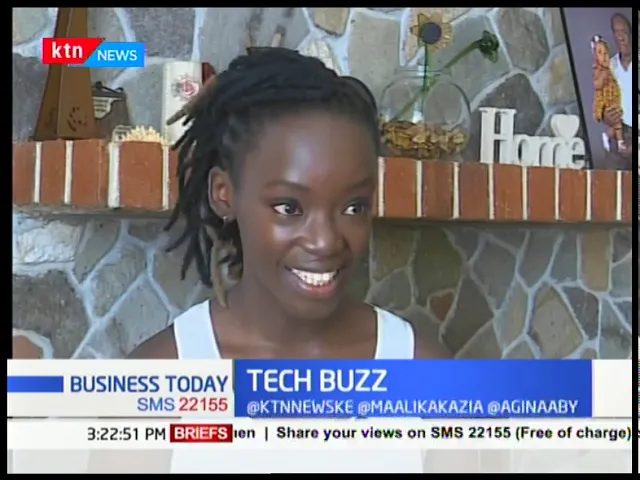 ktn NEWS
Home
BUSINESS TODAY
SMS 22155
TECH BUZZ
@KTNNEWSKE @MAALIKAKAZIA @AGINAABY
3:22:51 PM BRIEFS | Share your views on SMS 22155 (Free of charge)